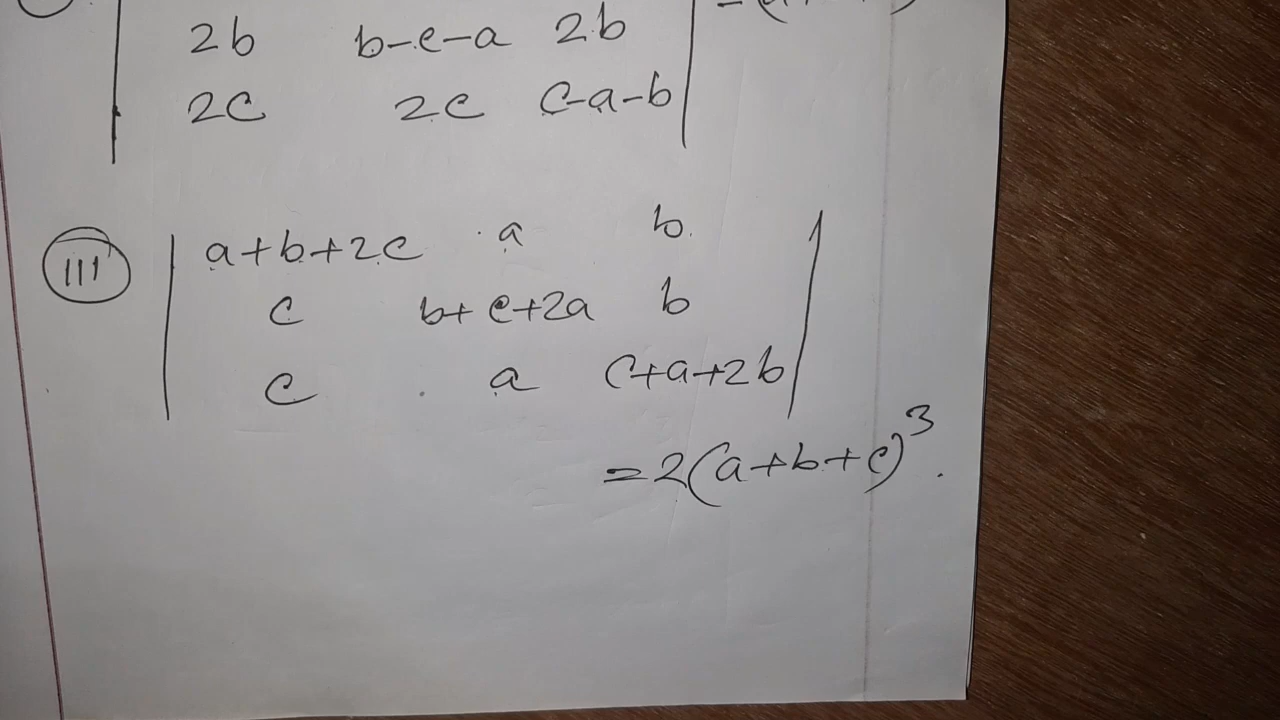 2b b-c-a 2b
2c 2c c-a-b
(iii) a+b+2c a b
c b+c+2a b
c a c+a+2b
=2(a+b+c)³.